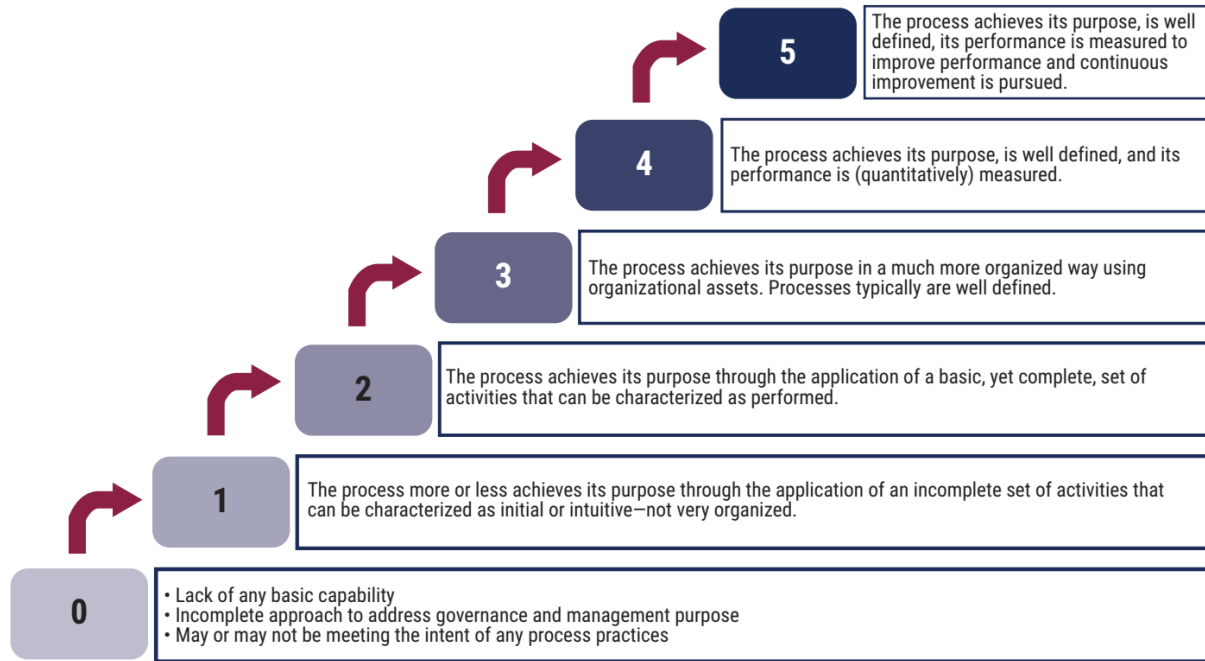 5
The process achieves its purpose, is well
defined, its performance is measured to
improve performance and continuous
improvement is pursued.
4
The process achieves its purpose, is well defined, and its
performance is (quantitatively) measured.
3
The process achieves its purpose in a much more organized way using
organizational assets. Processes typically are well defined.
2
The process achieves its purpose through the application of a basic, yet complete, set of
activities that can be characterized as performed.
1
The process more or less achieves its purpose through the application of an incomplete set of activities that
can be characterized as initial or intuitive—not very organized.
0
• Lack of any basic capability
• Incomplete approach to address governance and management purpose
• May or may not be meeting the intent of any process practices